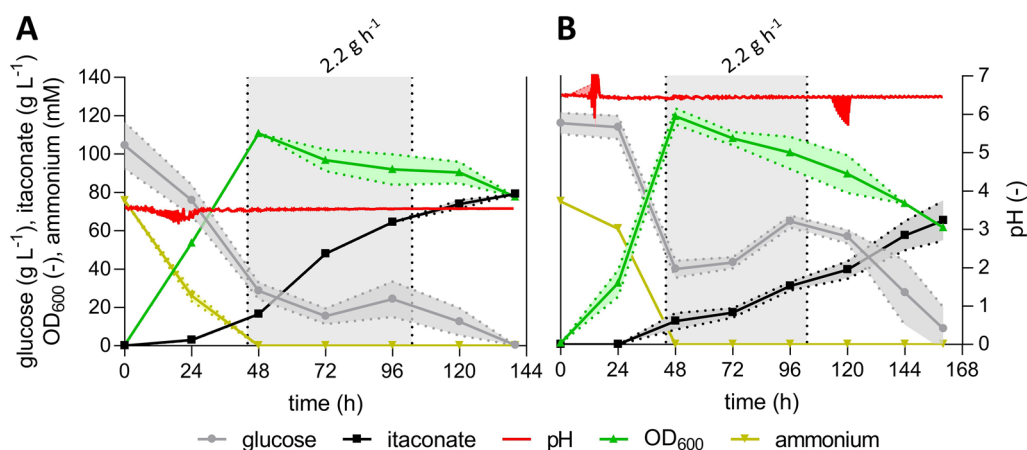 A
2.2 g h⁻¹
B
2.2 g h⁻¹
glucose (g L⁻¹), itaconate (g L⁻¹)
OD₆₀₀ (-), ammonium (mM)
140
120
100
80
60
40
20
0
0 24 48 72 96 120 144
time (h)
7
6
5
4
3
2
1
0
pH (-)
0 24 48 72 96 120 144 168
time (h)
glucose itaconate pH OD₆₀₀ ammonium